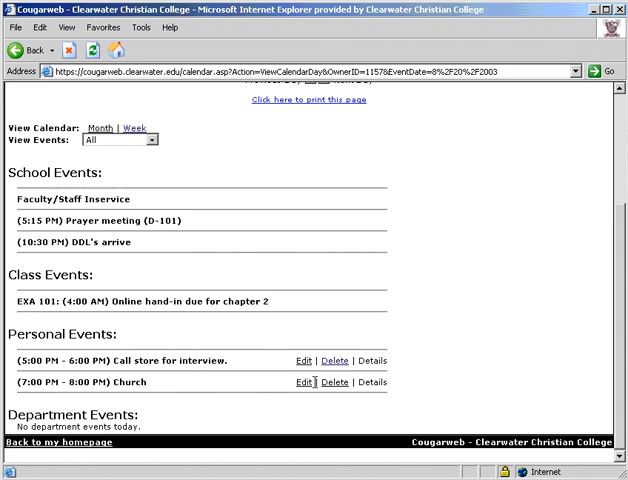 Cougarweb - Clearwater Christian College - Microsoft Internet Explorer provided by Clearwater Christian College
File Edit View Favorites Tools Help
Back
Address https://cougarweb.clearwater.edu/calendar.asp?Action=ViewCalendarDay&OwnerID=1157&EventDate=8%2F20%2F2003 Go
Click here to print this page
View Calendar: Month | Week
View Events: All
School Events:
Faculty/Staff Inservice
(5:15 PM) Prayer meeting (D-101)
(10:30 PM) DDL's arrive
Class Events:
EXA 101: (4:00 AM) Online hand-in due for chapter 2
Personal Events:
(5:00 PM - 6:00 PM) Call store for interview. Edit | Delete | Details
(7:00 PM - 8:00 PM) Church Edit | Delete | Details
Department Events:
No department events today.
Back to my homepage Cougarweb - Clearwater Christian College
Internet